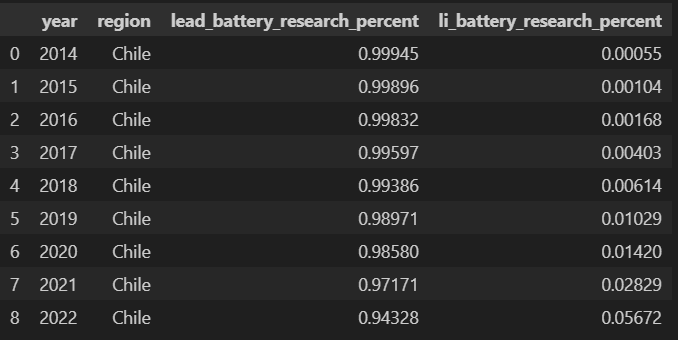 year region lead_battery_research_percent li_battery_research_percent
0 2014 Chile 0.99945 0.00055
1 2015 Chile 0.99896 0.00104
2 2016 Chile 0.99832 0.00168
3 2017 Chile 0.99597 0.00403
4 2018 Chile 0.99386 0.00614
5 2019 Chile 0.98971 0.01029
6 2020 Chile 0.98580 0.01420
7 2021 Chile 0.97171 0.02829
8 2022 Chile 0.94328 0.05672